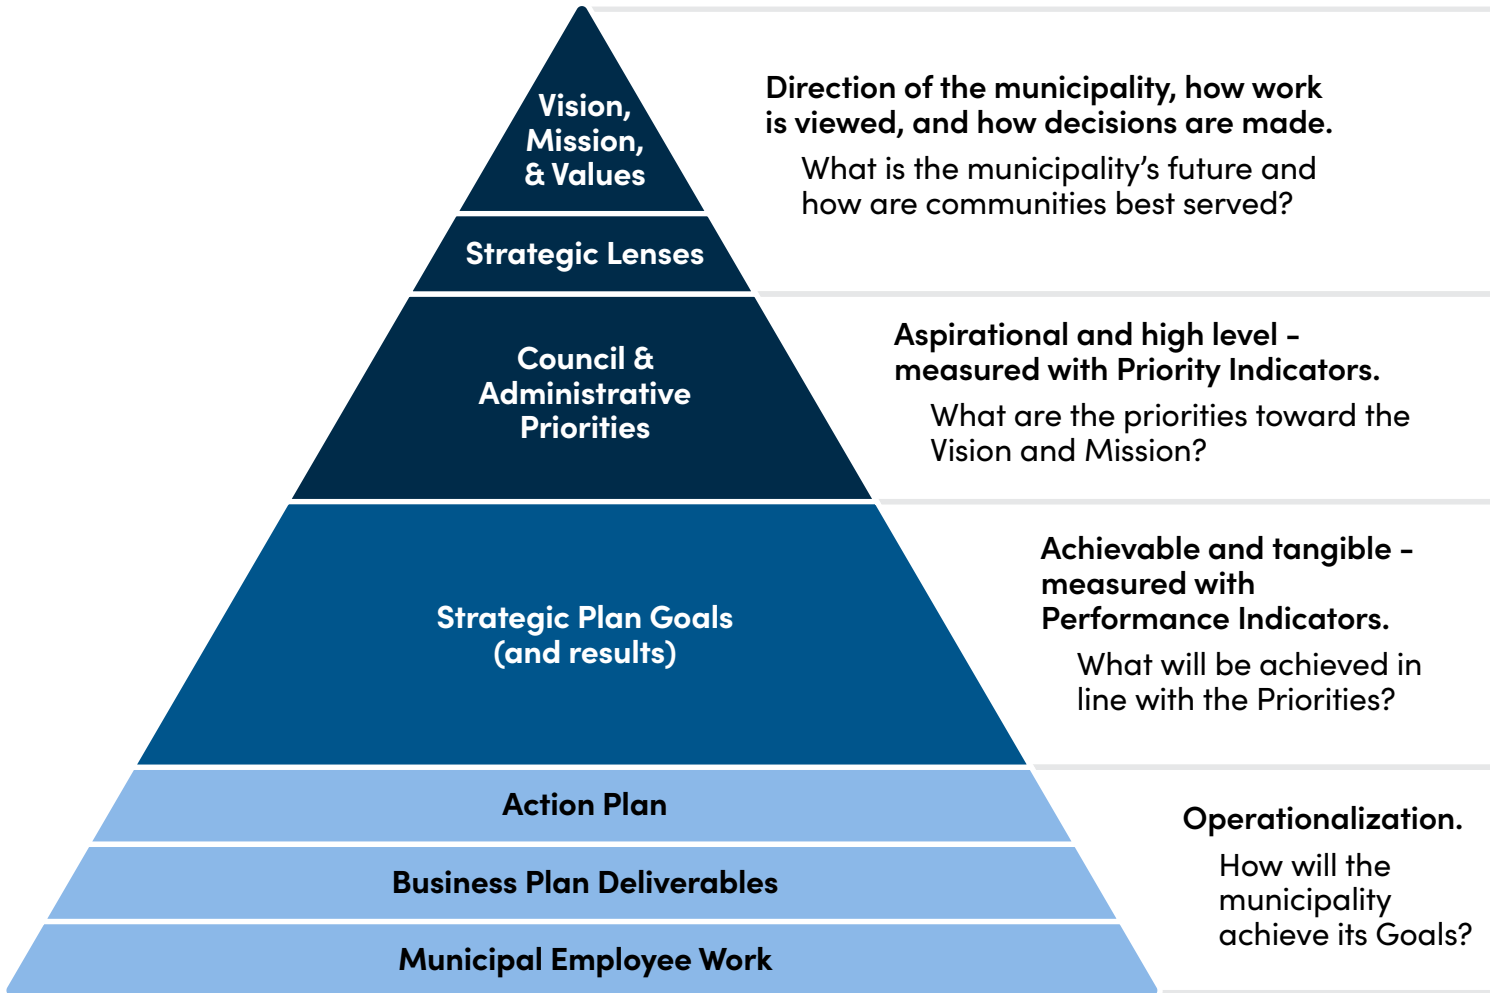 Vision,
Mission,
& Values
Direction of the municipality, how work
is viewed, and how decisions are made.
What is the municipality’s future and
how are communities best served?
Strategic Lenses
Council &
Administrative
Priorities
Aspirational and high level -
measured with Priority Indicators.
What are the priorities toward the
Vision and Mission?
Strategic Plan Goals
(and results)
Achievable and tangible -
measured with
Performance Indicators.
What will be achieved in
line with the Priorities?
Action Plan
Business Plan Deliverables
Municipal Employee Work
Operationalization.
How will the
municipality
achieve its Goals?